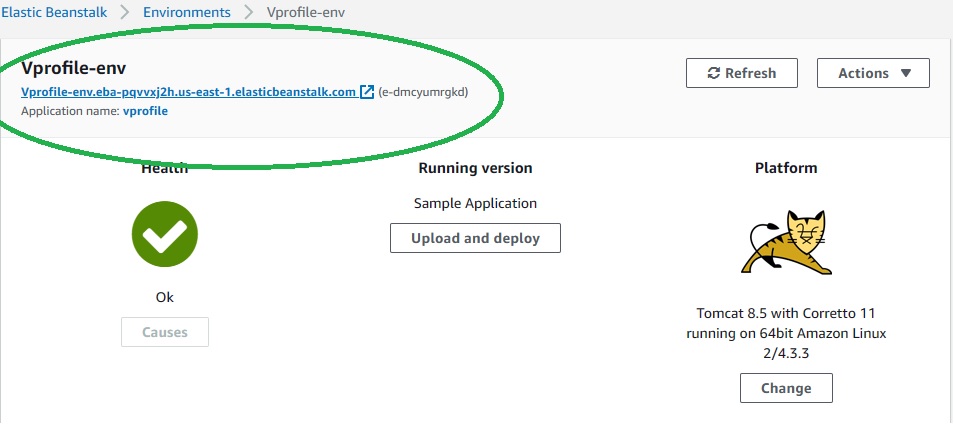 Elastic Beanstalk > Environments > Vprofile-env
Vprofile-env
Refresh
Actions
Vprofile-env.eba-pqvvxj2h.us-east-1.elasticbeanstalk.com (e-dmcyumrgkd)
Application name: vprofile
Health
Running version
Platform
Sample Application
Upload and deploy
Ok
Causes
Tomcat 8.5 with Corretto 11
running on 64bit Amazon Linux
2/4.3.3
Change